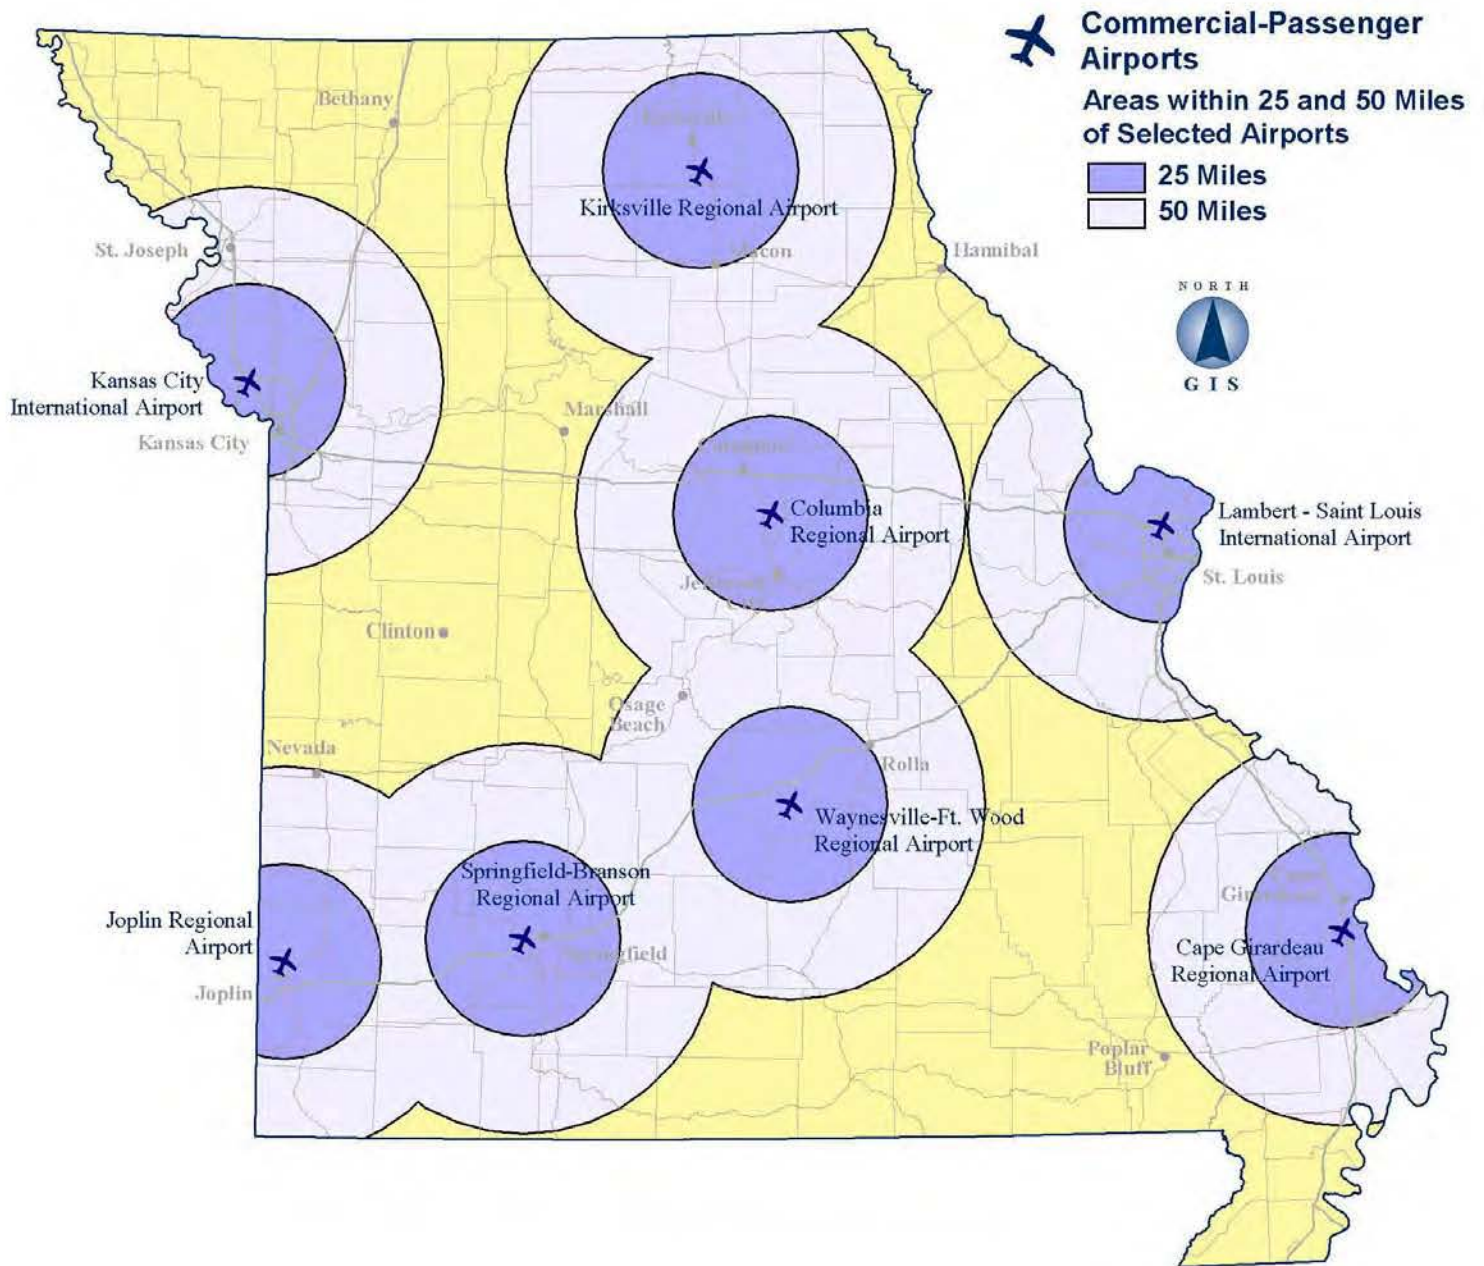 Commercial-Passenger
Airports
Areas within 25 and 50 Miles
of Selected Airports
25 Miles
50 Miles
NORTH
GIS
Bethany
Kirksville Regional Airport
Macon
Hannibal
St. Joseph
Kansas City
International Airport
Kansas City
Marshall
Columbia
Regional Airport
Lambert - Saint Louis
International Airport
St. Louis
Clinton
Osage
Beach
Nevada
Rolla
Waynesville-Ft. Wood
Regional Airport
Springfield-Branson
Regional Airport
Springfield
Joplin Regional
Airport
Joplin
Cape Girardeau
Regional Airport
Poplar
Bluff